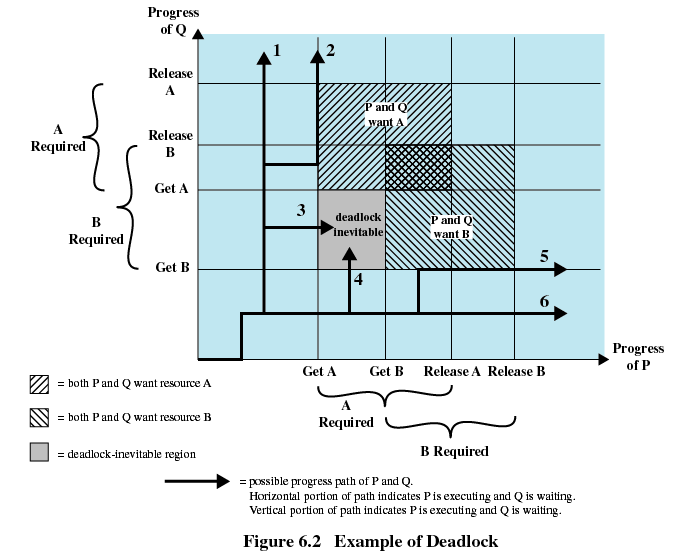 Progress
of Q
1
2
Release
A
P and Q
want A
A
Required
Release
B
Get A
B
Required
3
deadlock
inevitable
P and Q
want B
Get B
4
5
6
Progress
of P
Get A
Get B
Release A
Release B
= both P and Q want resource A
A
Required
= both P and Q want resource B
B Required
= deadlock-inevitable region
= possible progress path of P and Q.
Horizontal portion of path indicates P is executing and Q is waiting.
Vertical portion of path indicates P is executing and Q is waiting.
Figure 6.2 Example of Deadlock